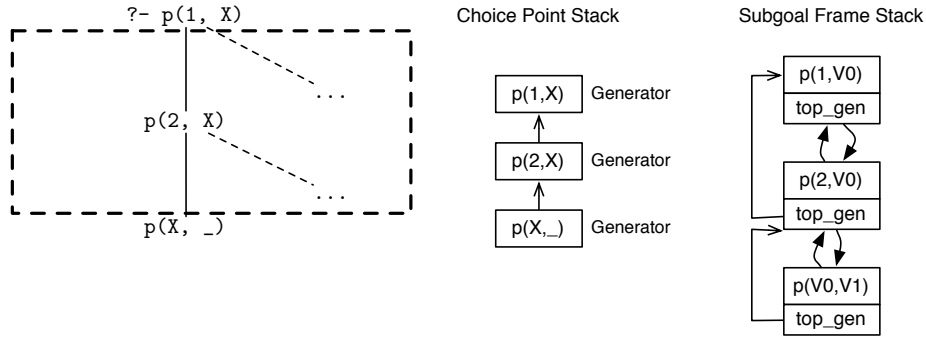 ?- p(1, X)
...
p(2, X)
...
p(X, _)
Choice Point Stack
p(1,X) Generator
p(2,X) Generator
p(X,_) Generator
Subgoal Frame Stack
p(1,V0)
top_gen
p(2,V0)
top_gen
p(V0,V1)
top_gen